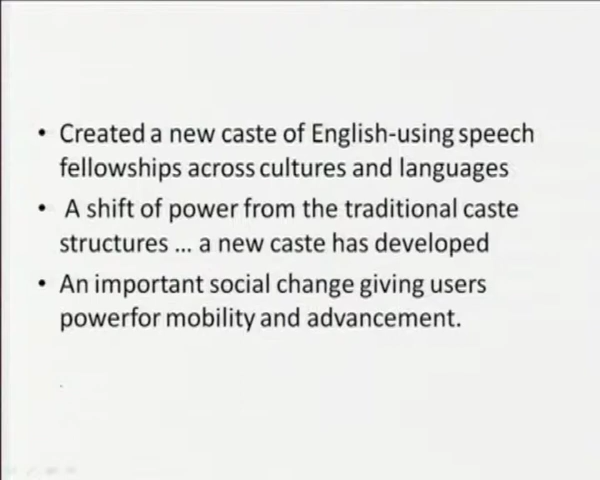 • Created a new caste of English-using speech
fellowships across cultures and languages
• A shift of power from the traditional caste
structures ... a new caste has developed
• An important social change giving users
powerfor mobility and advancement.